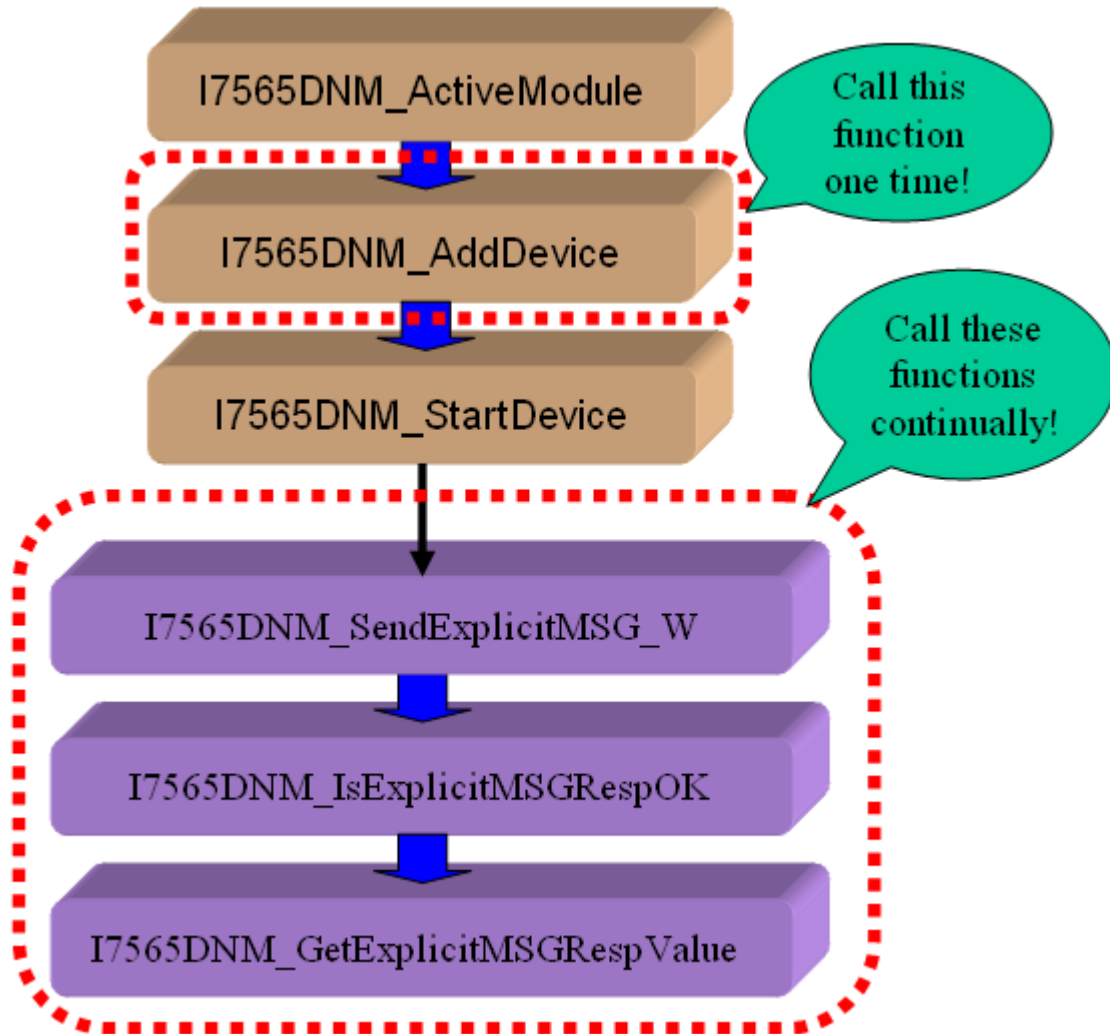 I7565DNM_ActiveModule
Call this
function
one time!
I7565DNM_AddDevice
I7565DNM_StartDevice
Call these
functions
continually!
I7565DNM_SendExplicitMSG_W
I7565DNM_IsExplicitMSGRespOK
I7565DNM_GetExplicitMSGRespValue